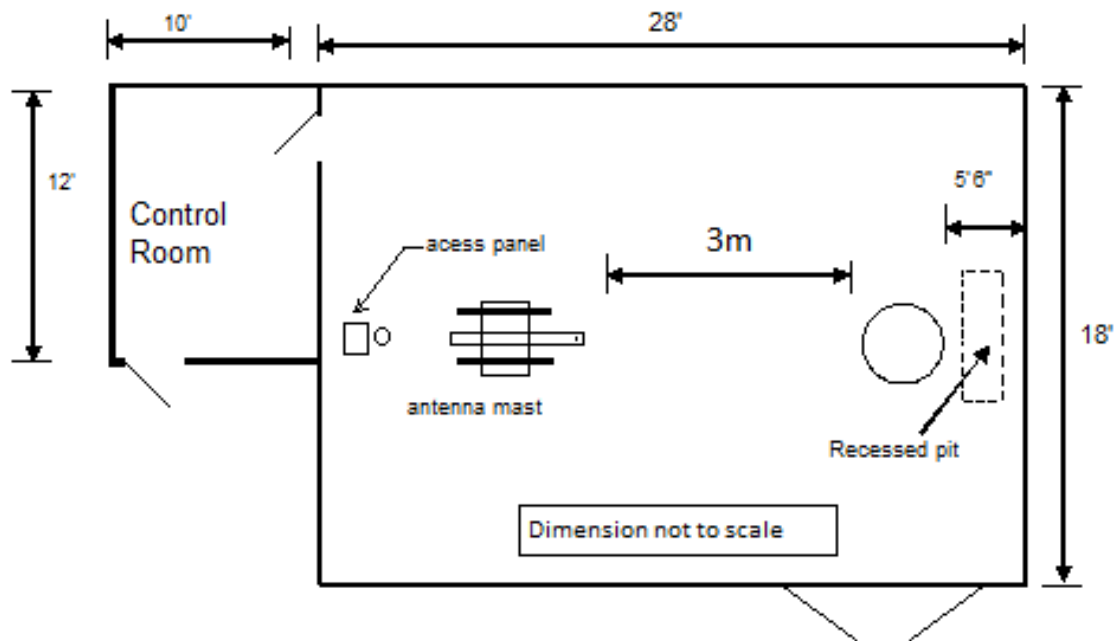 10'
28'
12'
5'6"
Control
Room
acess panel
3m
18'
antenna mast
Recessed pit
Dimension not to scale